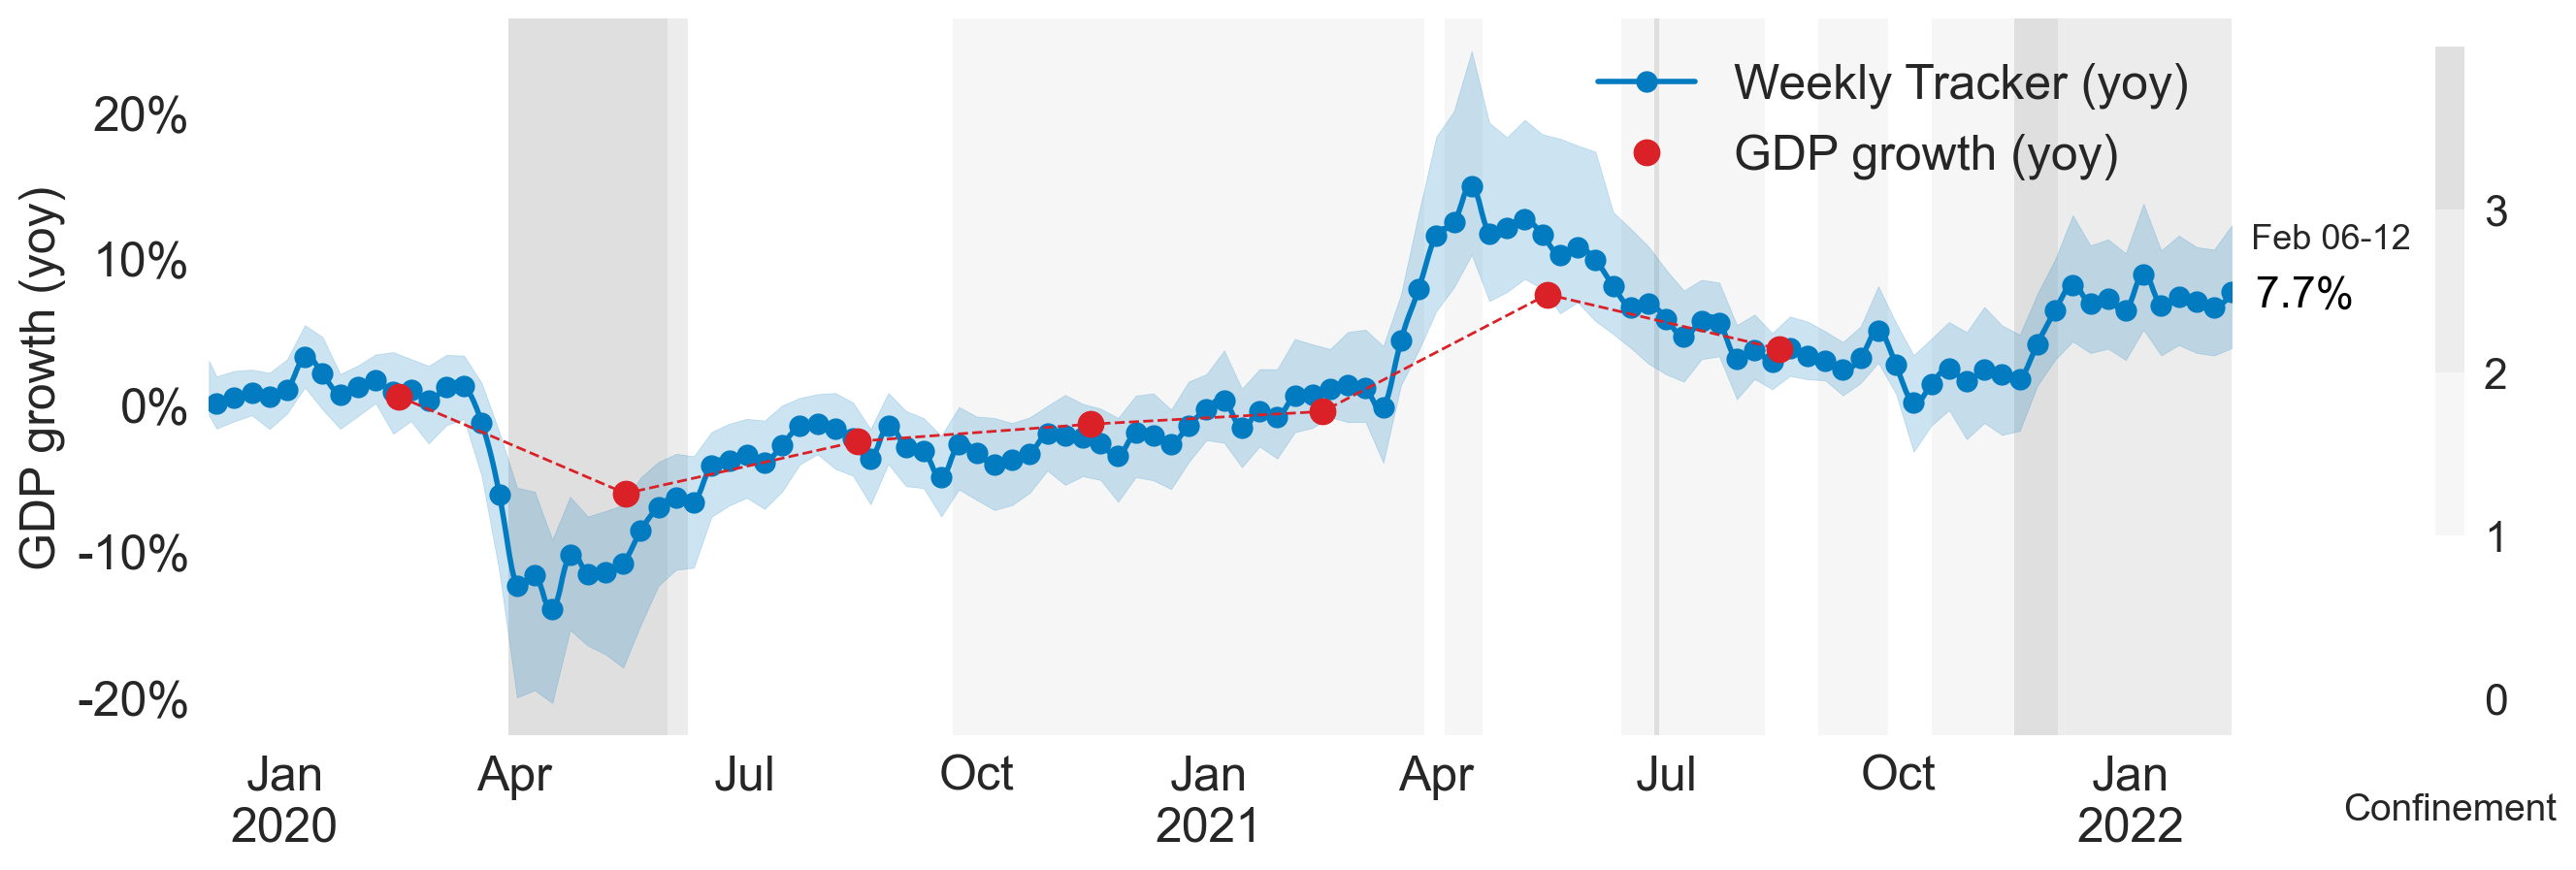 Weekly Tracker (yoy)
GDP growth (yoy)
GDP growth (yoy)
20%
10%
0%
-10%
-20%
Jan
2020
Apr
Jul
Oct
Jan
2021
Apr
Jul
Oct
Jan
2022
Feb 06-12
7.7%
3
2
1
0
Confinement